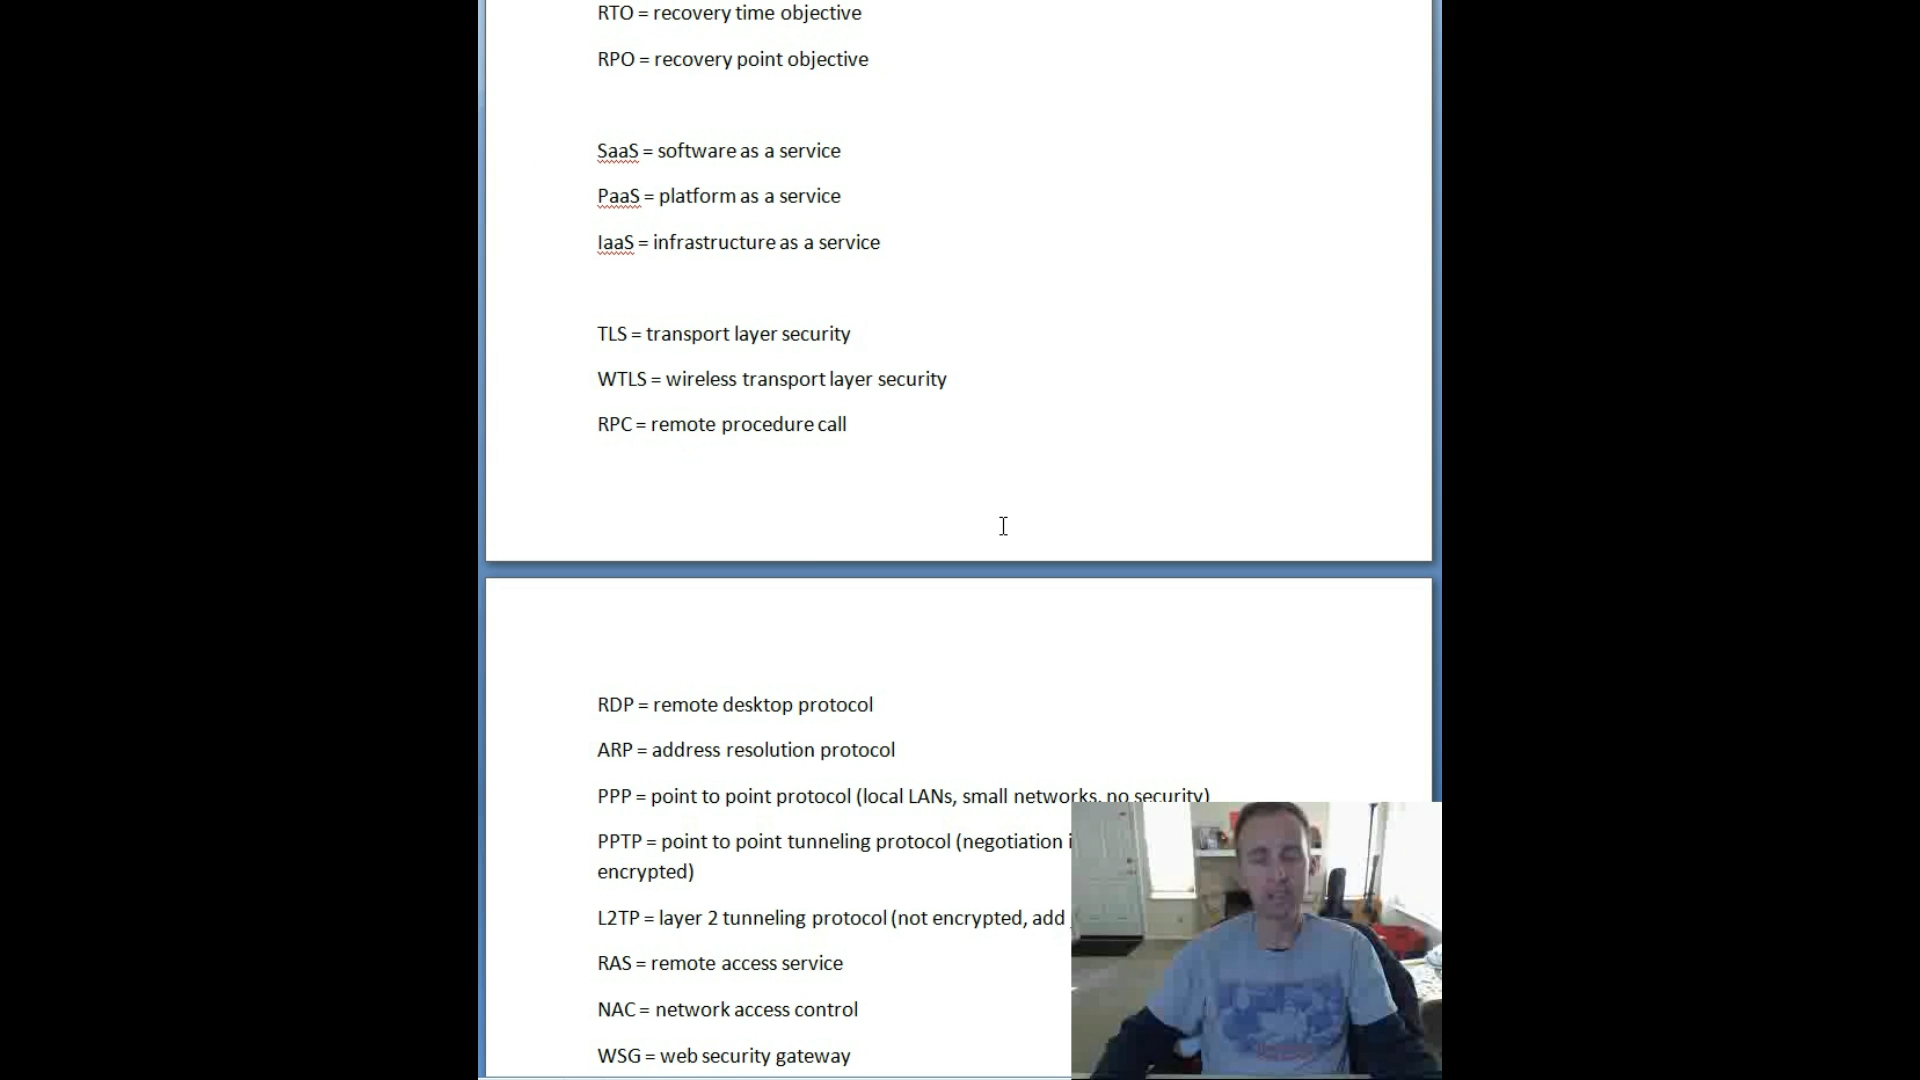 RTO = recovery time objective
RPO = recovery point objective
SaaS = software as a service
PaaS = platform as a service
IaaS = infrastructure as a service
TLS = transport layer security
WTLS = wireless transport layer security
RPC = remote procedure call
RDP = remote desktop protocol
ARP = address resolution protocol
PPP = point to point protocol (local LANs, small networks, no security)
PPTP = point to point tunneling protocol (negotiation
encrypted)
L2TP = layer 2 tunneling protocol (not encrypted, add
RAS = remote access service
NAC = network access control
WSG = web security gateway